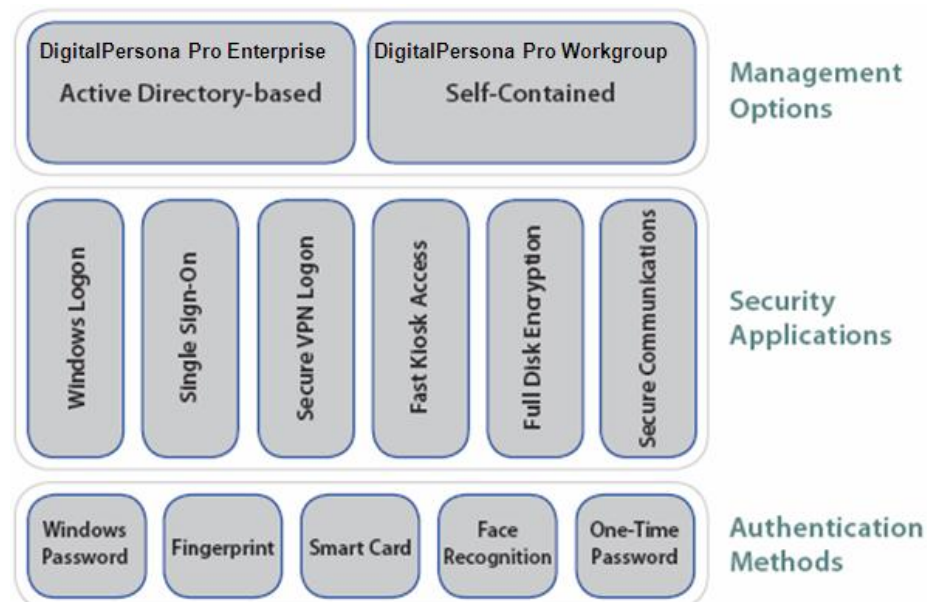 DigitalPersona Pro Enterprise
Active Directory-based
DigitalPersona Pro Workgroup
Self-Contained
Management
Options
Windows Logon
Single Sign-On
Secure VPN Logon
Fast Kiosk Access
Full Disk Encryption
Secure Communications
Security
Applications
Windows
Password
Fingerprint
Smart Card
Face
Recognition
One-Time
Password
Authentication
Methods